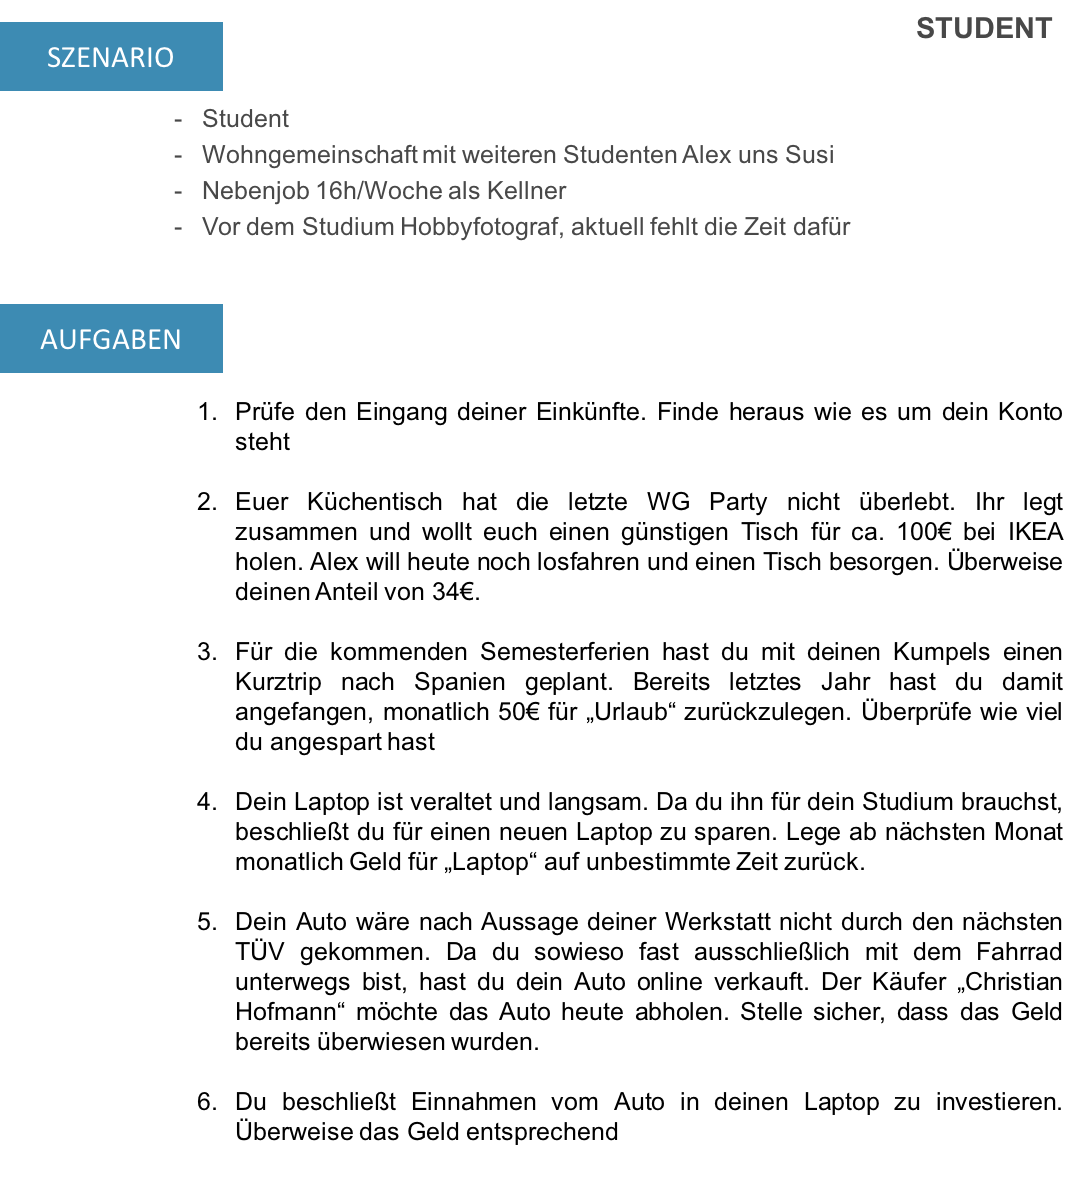 STUDENT
SZENARIO
- Student
- Wohngemeinschaft mit weiteren Studenten Alex uns Susi
- Nebenjob 16h/Woche als Kellner
- Vor dem Studium Hobbyfotograf, aktuell fehlt die Zeit dafür
AUFGABEN
1. Prüfe den Eingang deiner Einkünfte. Finde heraus wie es um dein Konto
steht
2. Euer Küchentisch hat die letzte WG Party nicht überlebt. Ihr legt
zusammen und wollt euch einen günstigen Tisch für ca. 100€ bei IKEA
holen. Alex will heute noch losfahren und einen Tisch besorgen. Überweise
deinen Anteil von 34€.
3. Für die kommenden Semesterferien hast du mit deinen Kumpels einen
Kurztrip nach Spanien geplant. Bereits letztes Jahr hast du damit
angefangen, monatlich 50€ für „Urlaub“ zurückzulegen. Überprüfe wie viel
du angespart hast
4. Dein Laptop ist veraltet und langsam. Da du ihn für dein Studium brauchst,
beschließt du für einen neuen Laptop zu sparen. Lege ab nächsten Monat
monatlich Geld für „Laptop“ auf unbestimmte Zeit zurück.
5. Dein Auto wäre nach Aussage deiner Werkstatt nicht durch den nächsten
TÜV gekommen. Da du sowieso fast ausschließlich mit dem Fahrrad
unterwegs bist, hast du dein Auto online verkauft. Der Käufer „Christian
Hofmann“ möchte das Auto heute abholen. Stelle sicher, dass das Geld
bereits überwiesen wurden.
6. Du beschließt Einnahmen vom Auto in deinen Laptop zu investieren.
Überweise das Geld entsprechend